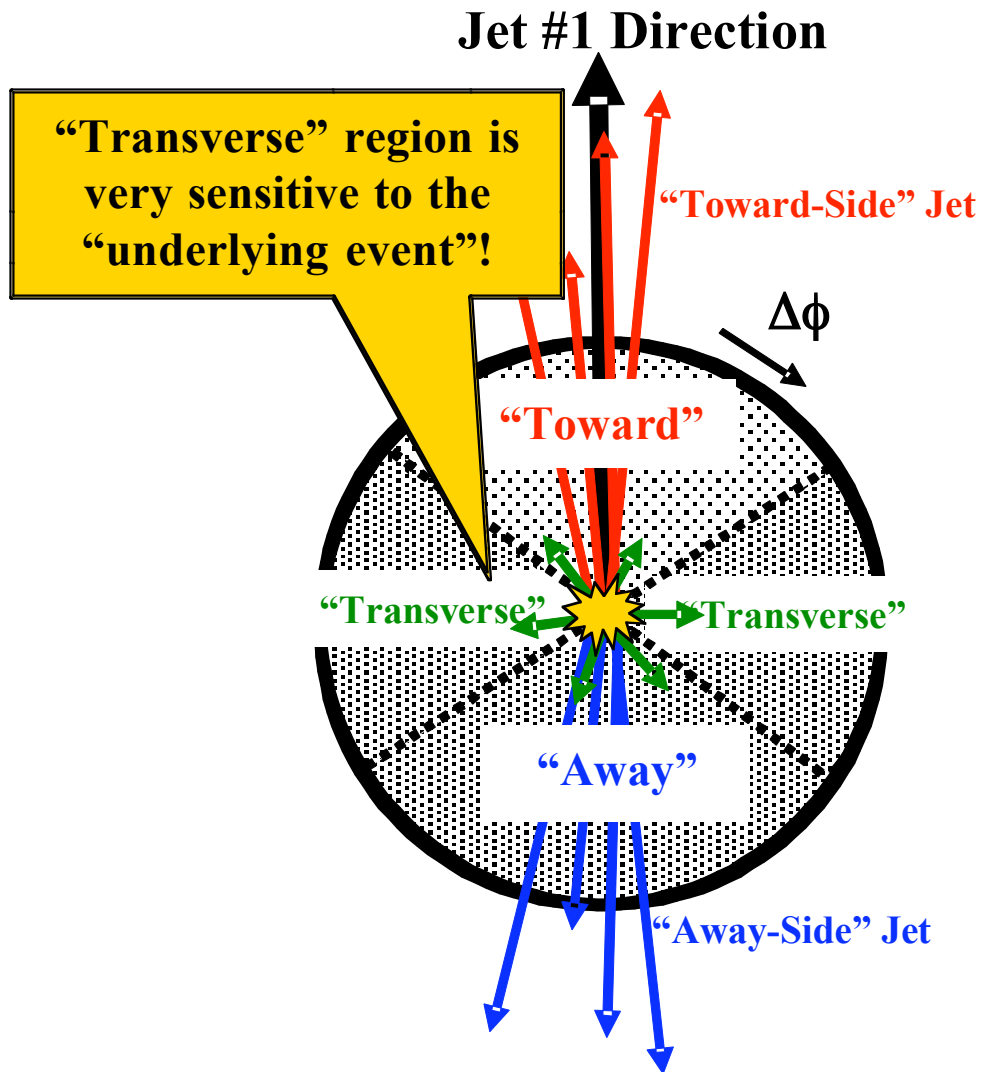 Jet #1 Direction
“Transverse” region is
very sensitive to the
“underlying event”!
“Toward-Side” Jet
Δϕ
“Toward”
“Transverse”
“Transverse”
“Away”
“Away-Side” Jet